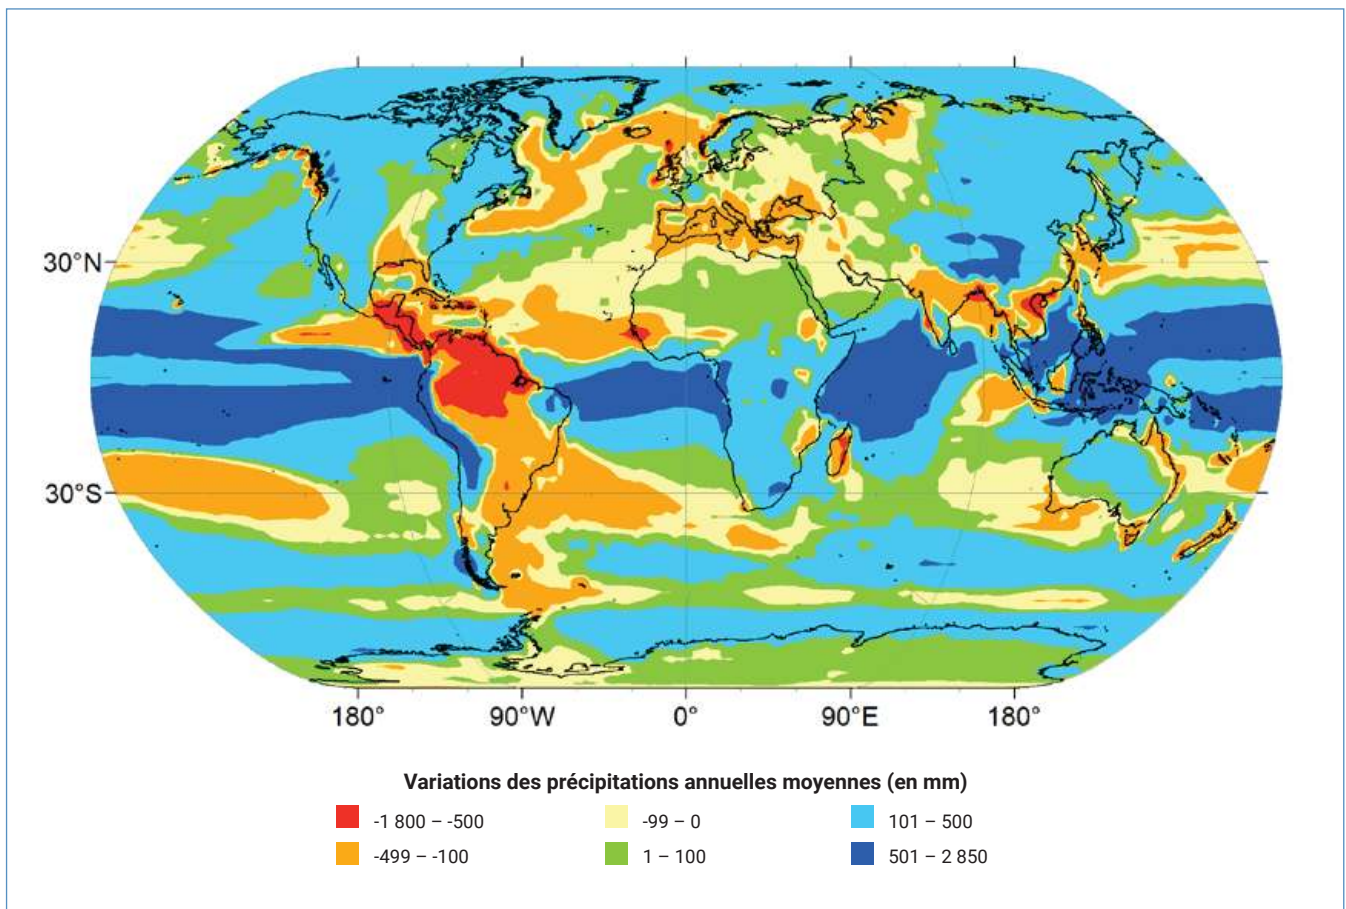 30°N
30°S
180° 90°W 0° 90°E 180°
Variations des précipitations annuelles moyennes (en mm)
-1 800 – -500 -99 – 0 101 – 500
-499 – -100 1 – 100 501 – 2 850